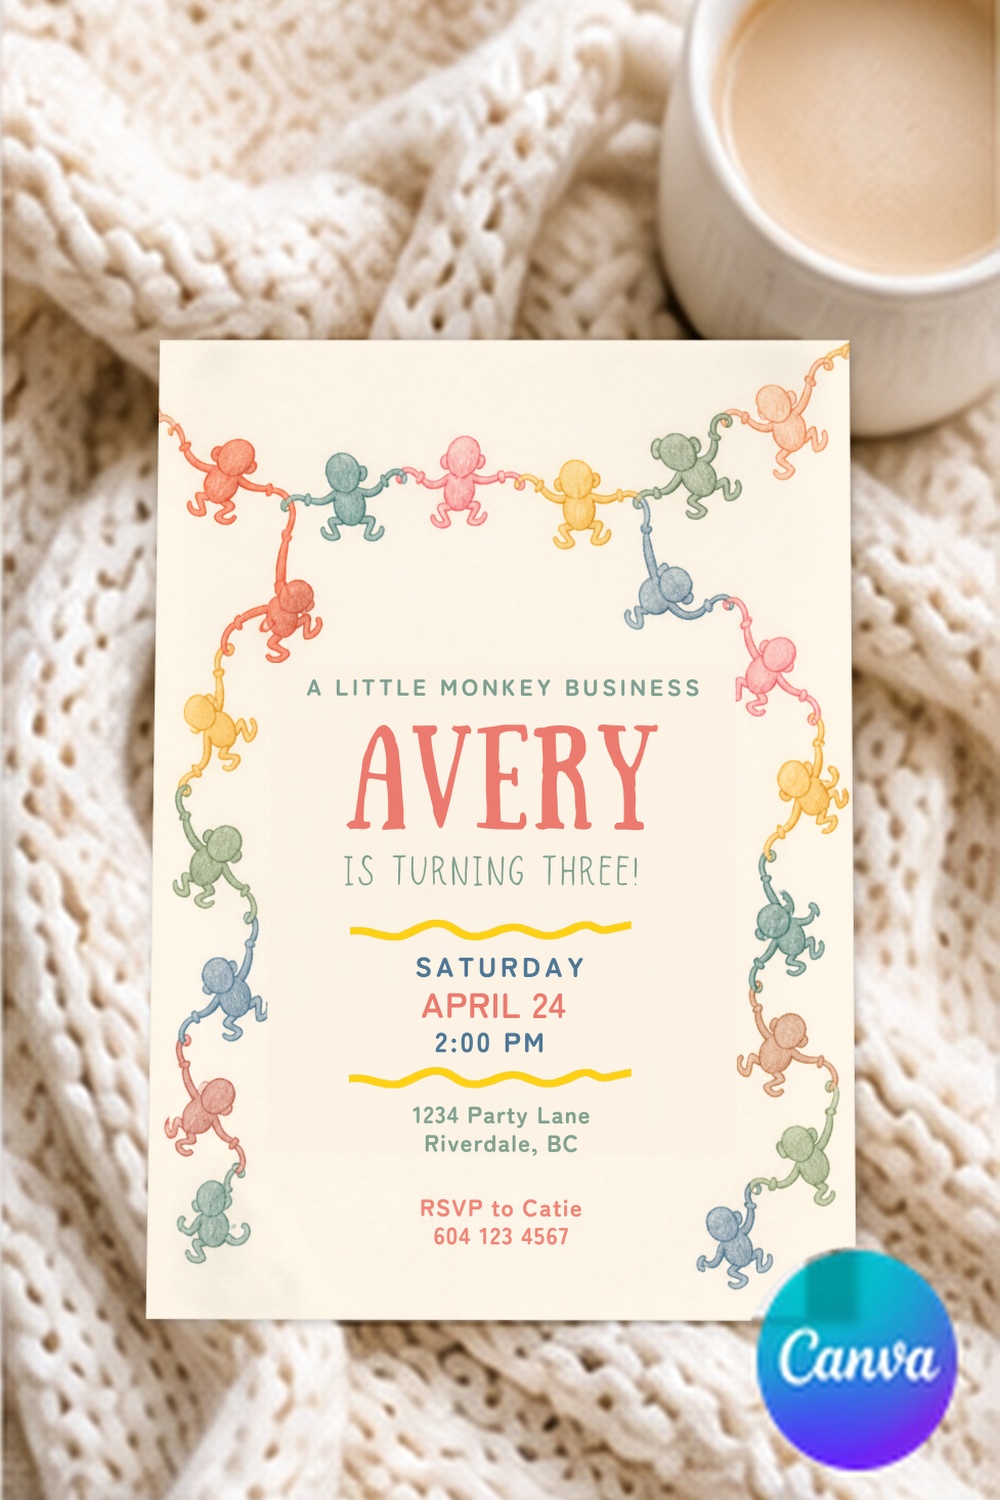 A LITTLE MONKEY BUSINESS
AVERY
IS TURNING THREE!
SATURDAY
APRIL 24
2:00 PM
1234 Party Lane
Riverdale, BC
RSVP to Catie
604 123 4567
Canva